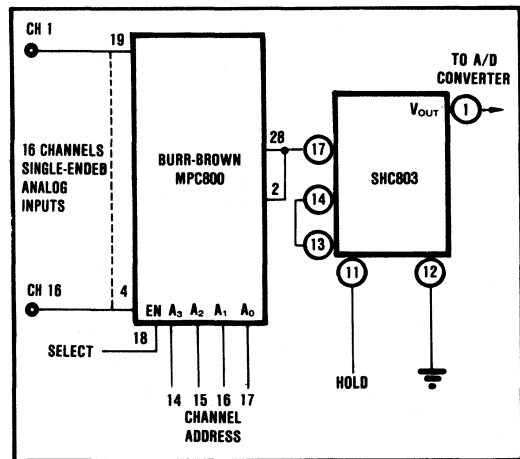 CH 1
19
TO A/D
CONVERTER
V_OUT
1
28
17
16 CHANNELS
SINGLE-ENDED
ANALOG
INPUTS
BURR-BROWN
MPC800
SHC803
2
14
13
11
12
CH 16
4
EN A₃ A₂ A₁ A₀
18
SELECT
HOLD
14 15 16 17
CHANNEL
ADDRESS